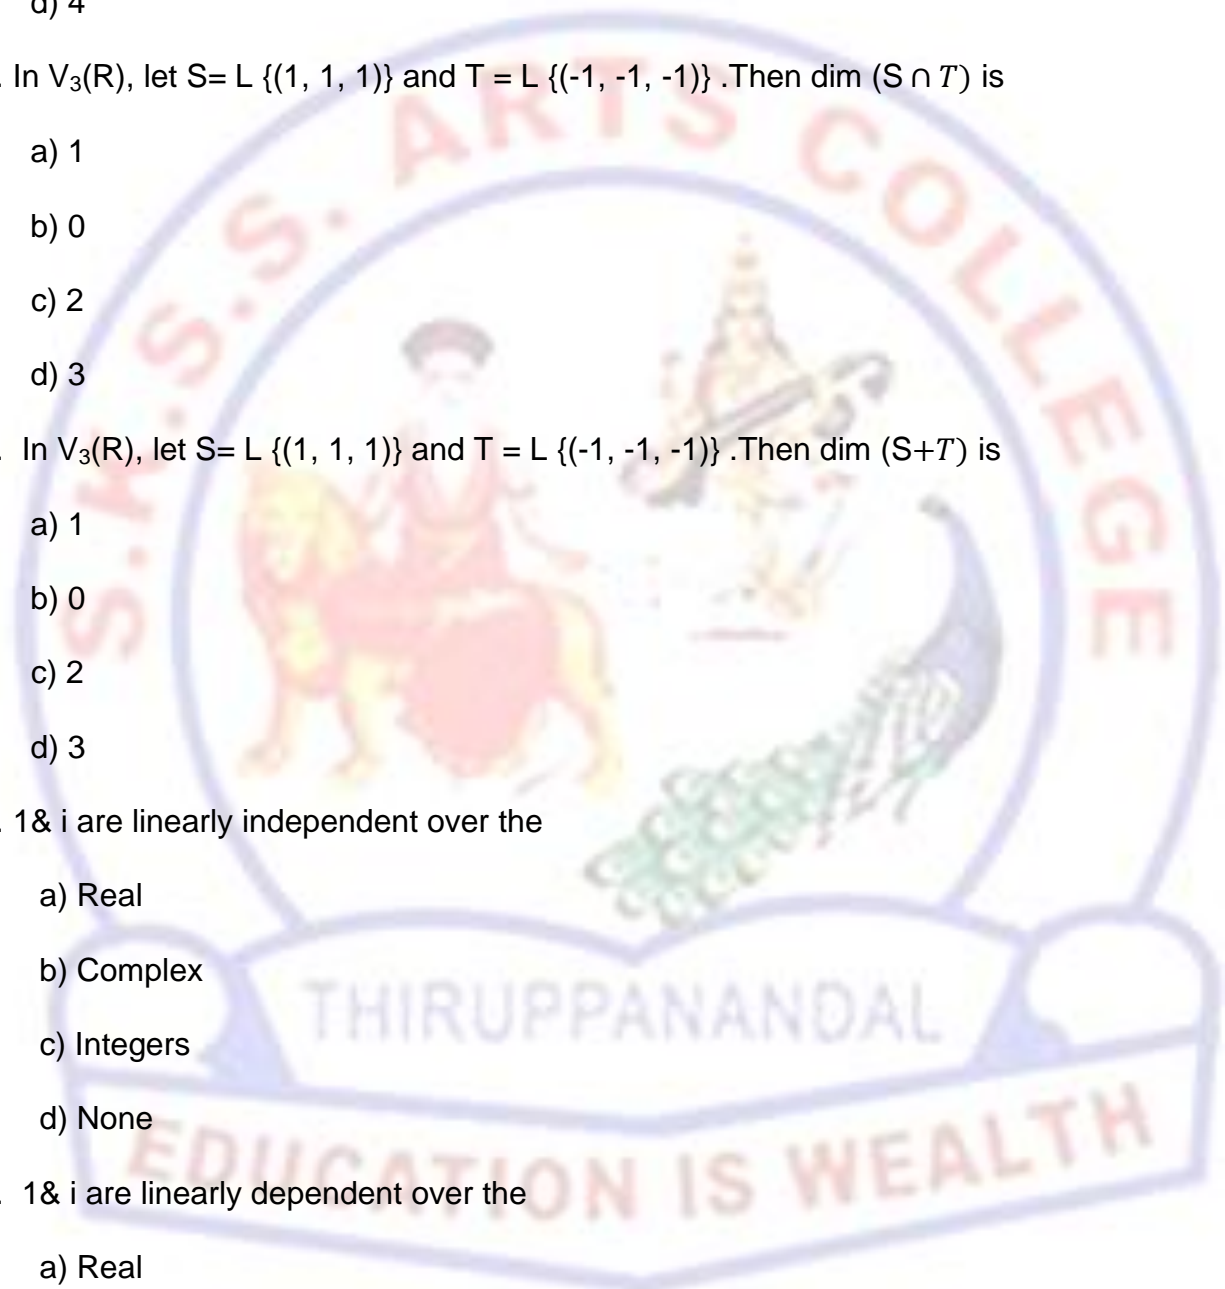 d) 4
. In V₃(R), let S= L {(1, 1, 1)} and T = L {(-1, -1, -1)} .Then dim (S ∩ T) is
a) 1
b) 0
c) 2
d) 3
. In V₃(R), let S= L {(1, 1, 1)} and T = L {(-1, -1, -1)} .Then dim (S+T) is
a) 1
b) 0
c) 2
d) 3
. 1& i are linearly independent over the
a) Real
b) Complex
c) Integers
d) None
. 1& i are linearly dependent over the
a) Real
S.K.S.S. ARTS COLLEGE
THIRUPPANANDAL
EDUCATION IS WEALTH